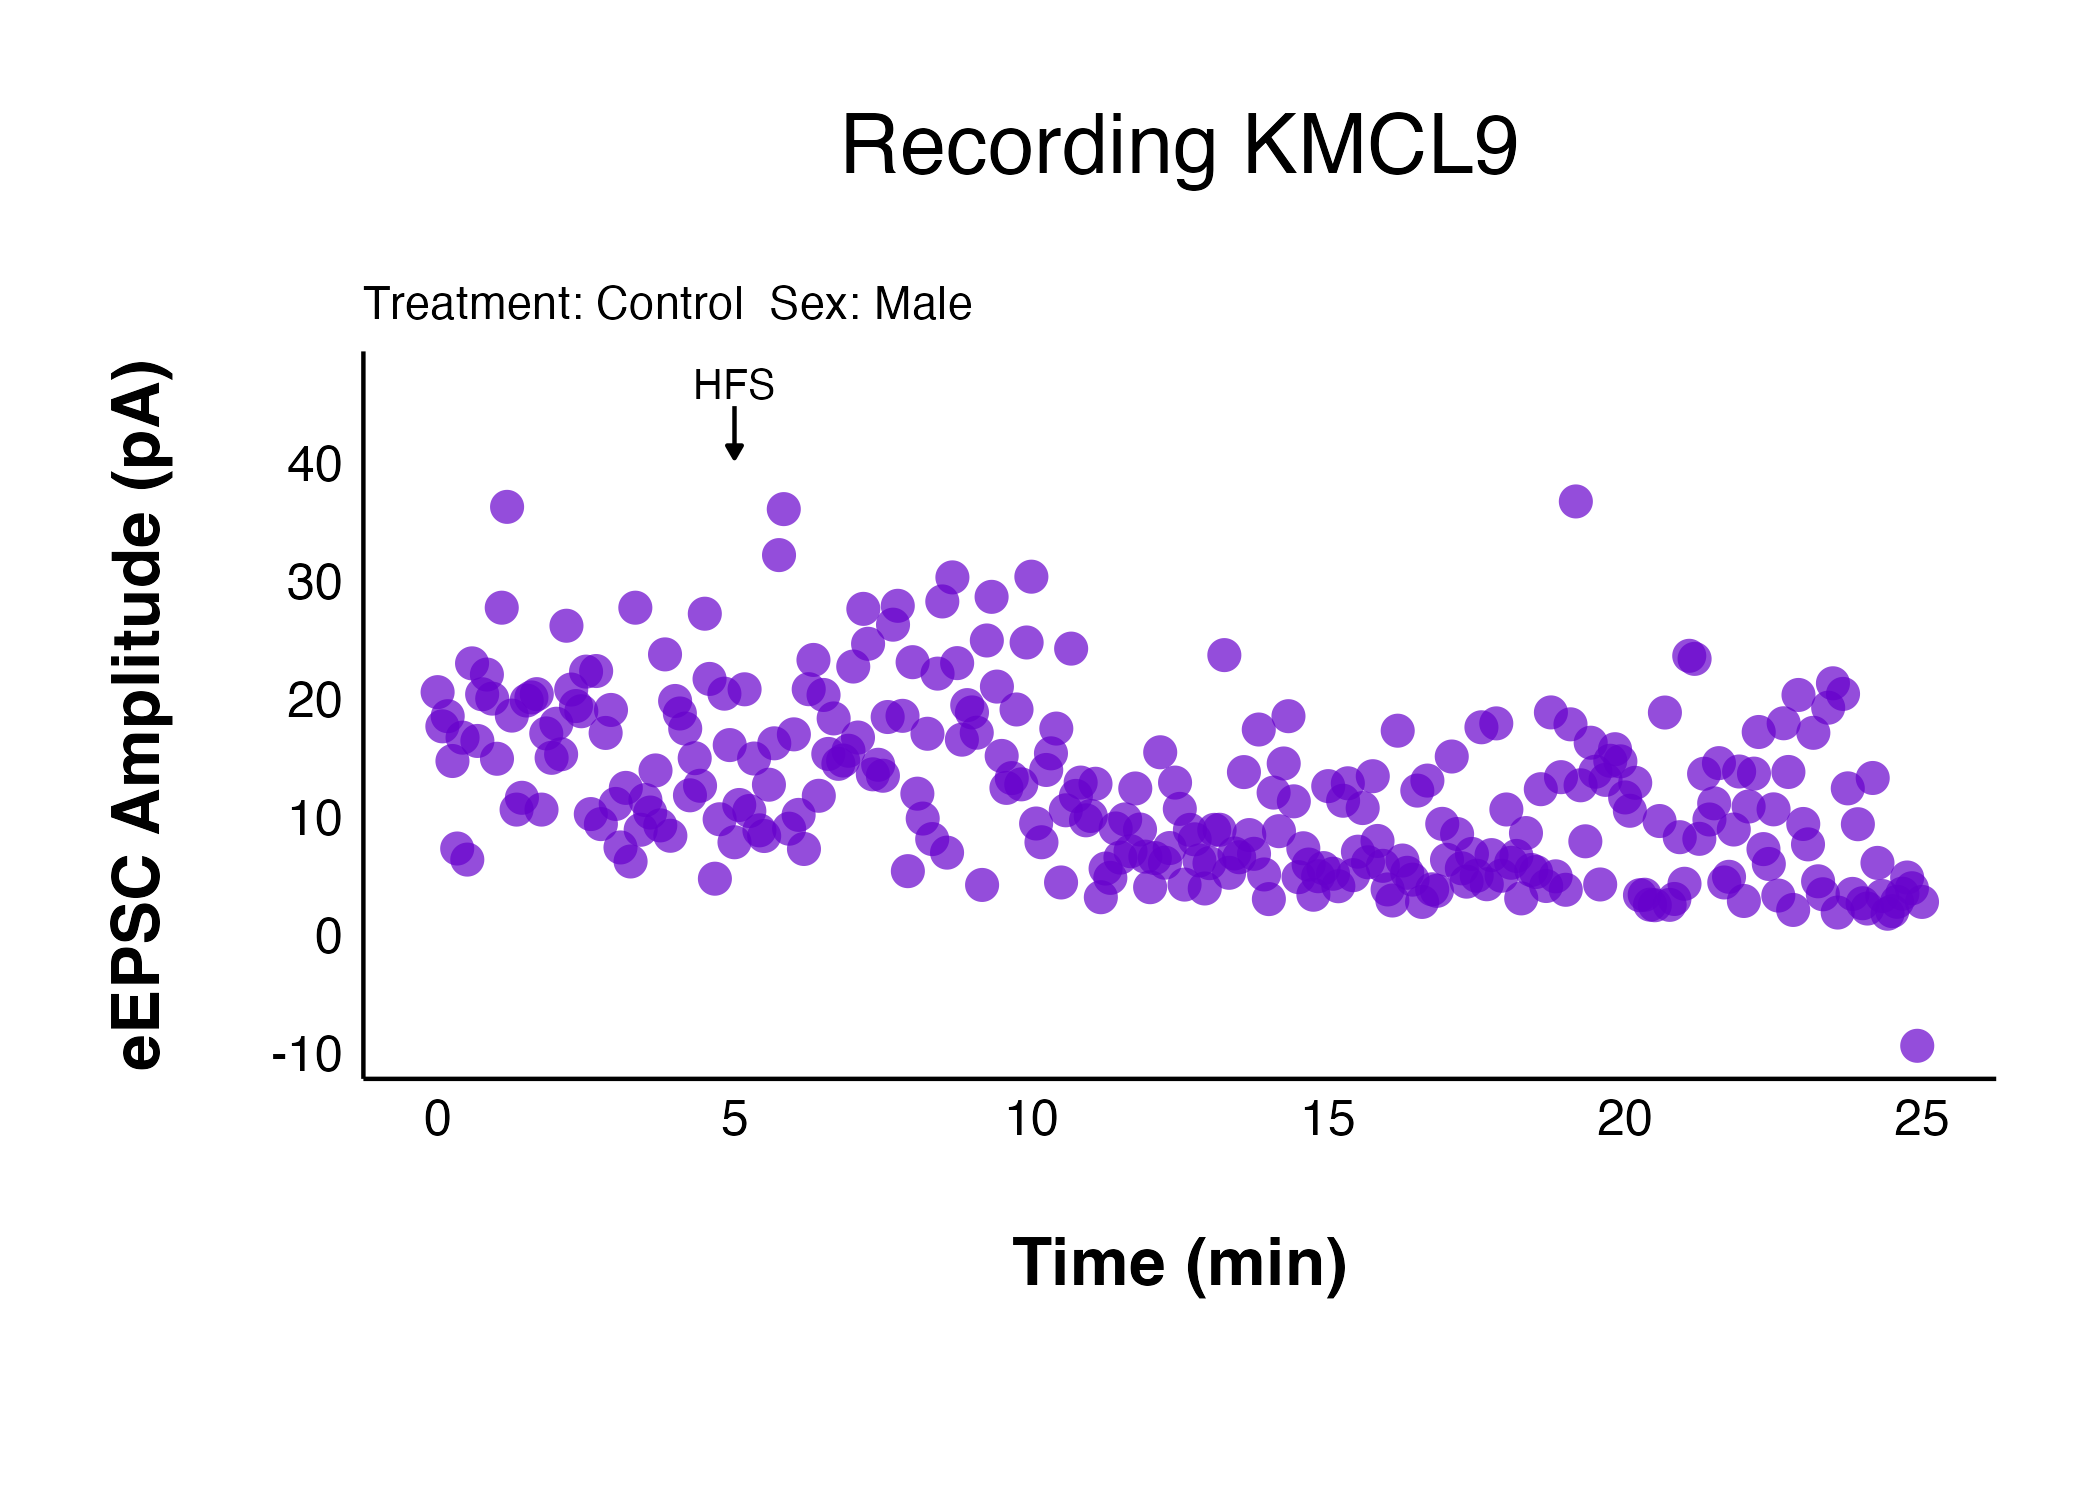 Recording KMCL9
Treatment: Control  Sex: Male
HFS
eEPSC Amplitude (pA)
40
30
20
10
0
-10
0 5 10 15 20 25
Time (min)